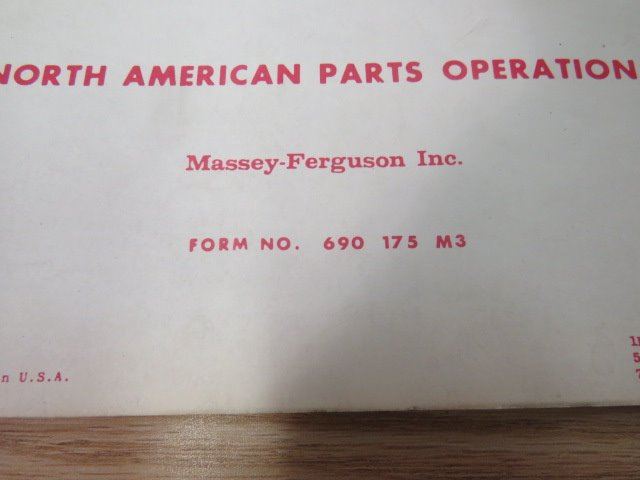 NORTH AMERICAN PARTS OPERATION
Massey-Ferguson Inc.
FORM NO. 690 175 M3
n U.S.A.